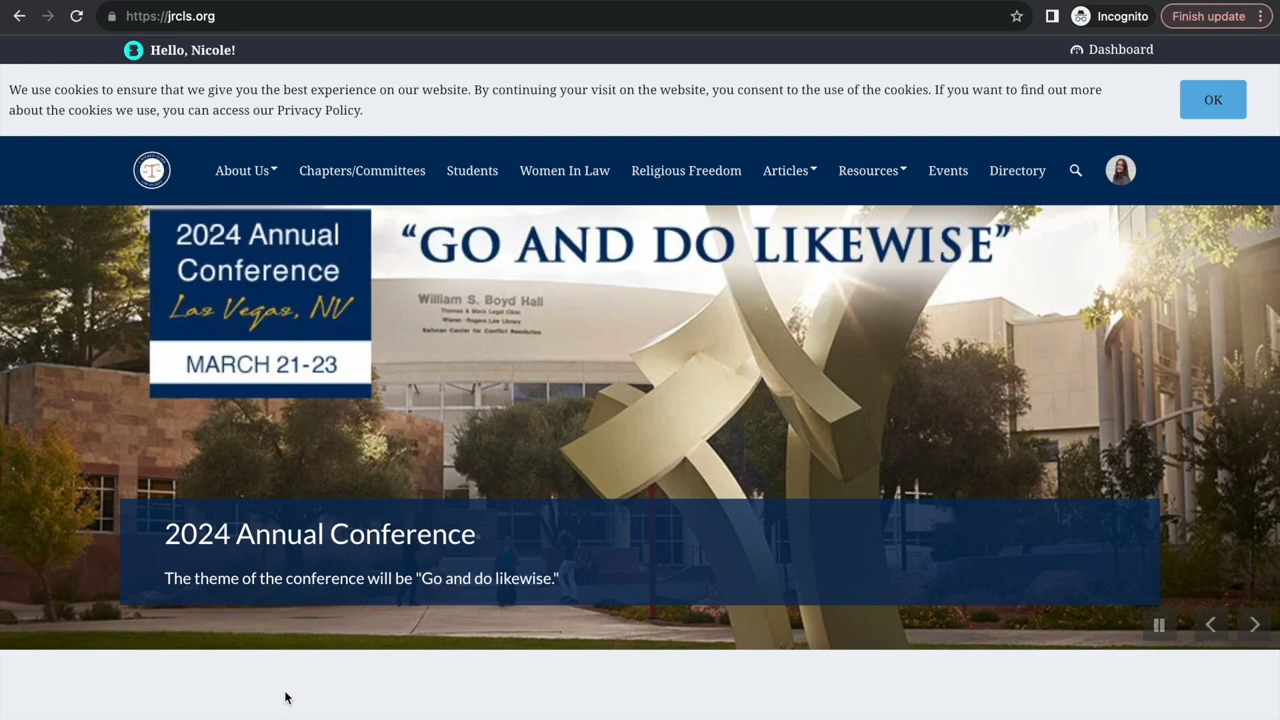 https://jrcls.org
Incognito
Finish update
Hello, Nicole!
Dashboard
We use cookies to ensure that we give you the best experience on our website. By continuing your visit on the website, you consent to the use of the cookies. If you want to find out more
about the cookies we use, you can access our Privacy Policy.
OK
About Us
Chapters/Committees
Students
Women In Law
Religious Freedom
Articles
Resources
Events
Directory
2024 Annual
Conference
Las Vegas, NV
MARCH 21-23
"GO AND DO LIKEWISE"
William S. Boyd Hall
Thomas & Mack Legal Clinic
Wiener - Rogers Law Library
Saltman Center for Conflict Resolution
2024 Annual Conference
The theme of the conference will be "Go and do likewise."